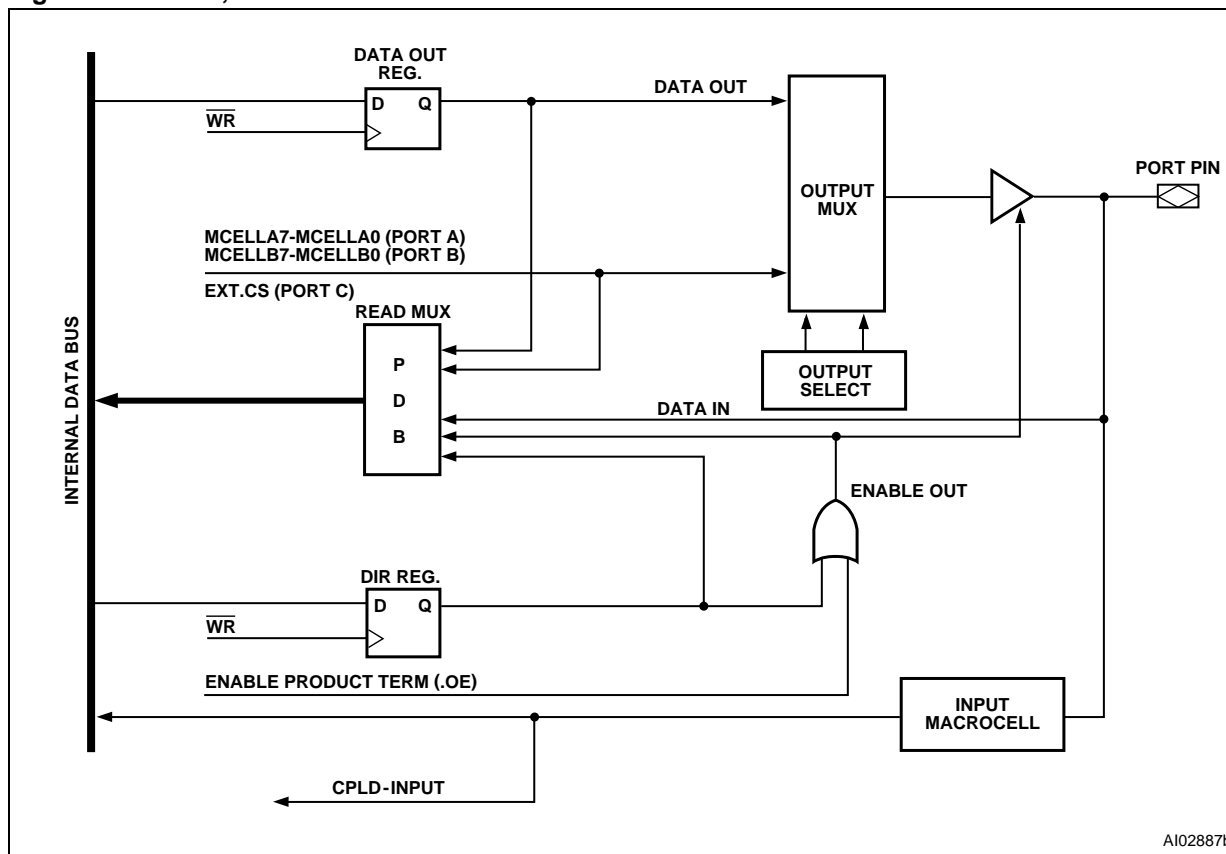 DATA OUT
REG.
D Q
WR
DATA OUT
OUTPUT
MUX
PORT PIN
MCELLA7-MCELLA0 (PORT A)
MCELLB7-MCELLB0 (PORT B)
EXT.CS (PORT C)
READ MUX
P
D
B
OUTPUT
SELECT
DATA IN
INTERNAL DATA BUS
ENABLE OUT
DIR REG.
D Q
WR
ENABLE PRODUCT TERM (.OE)
INPUT
MACROCELL
CPLD-INPUT